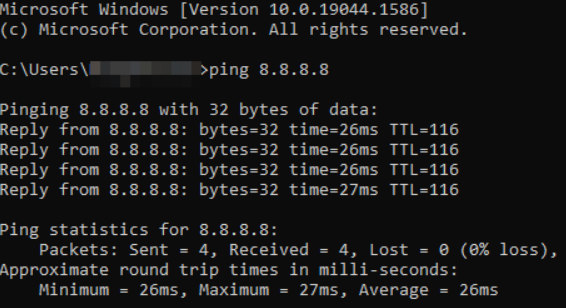 Microsoft Windows [Version 10.0.19044.1586]
(c) Microsoft Corporation. All rights reserved.
C:\Users\>ping 8.8.8.8
Pinging 8.8.8.8 with 32 bytes of data:
Reply from 8.8.8.8: bytes=32 time=26ms TTL=116
Reply from 8.8.8.8: bytes=32 time=26ms TTL=116
Reply from 8.8.8.8: bytes=32 time=26ms TTL=116
Reply from 8.8.8.8: bytes=32 time=27ms TTL=116
Ping statistics for 8.8.8.8:
Packets: Sent = 4, Received = 4, Lost = 0 (0% loss),
Approximate round trip times in milli-seconds:
Minimum = 26ms, Maximum = 27ms, Average = 26ms